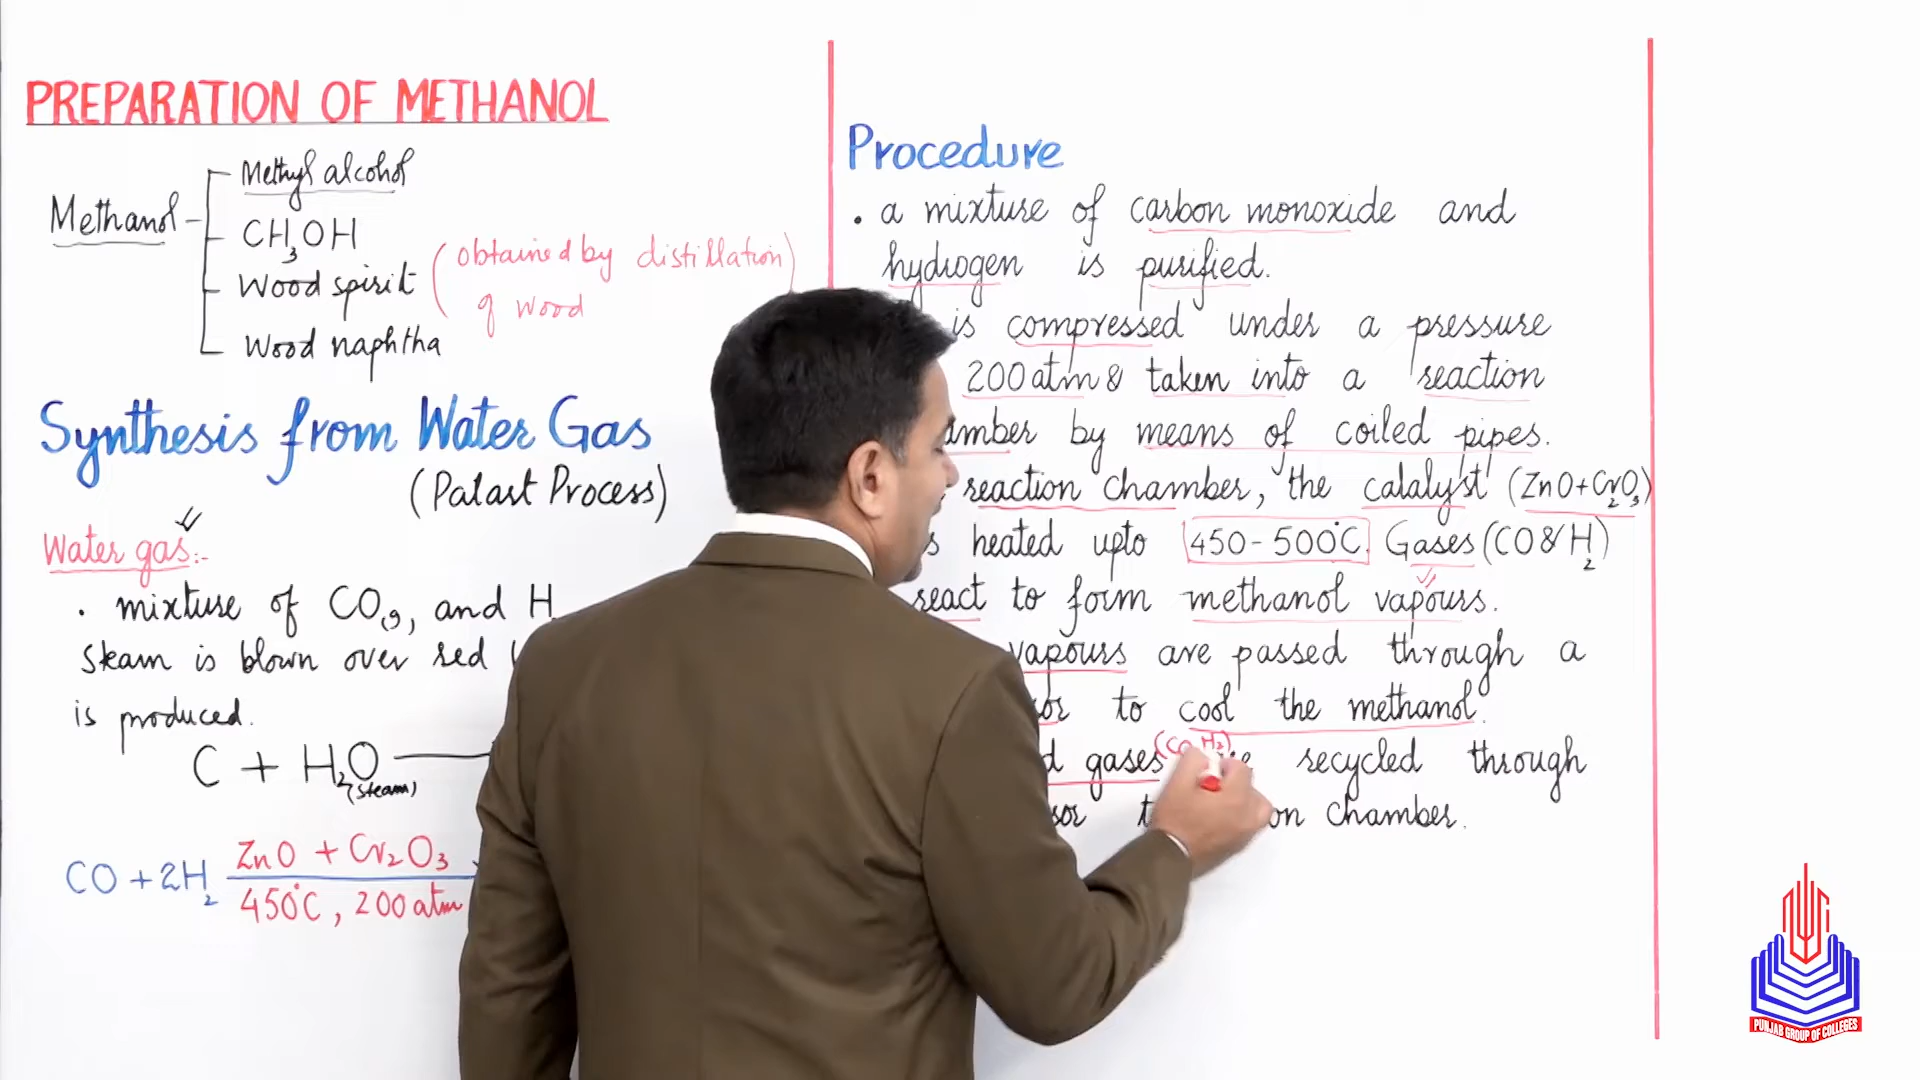 PREPARATION OF METHANOL
Methanol
Methyl alcohol
CH₃OH
Wood spirit (obtained by distillation
of wood
Wood naphtha
Synthesis from Water Gas
(Patart Process)
Water gas:-
. mixture of CO(g), and H
Steam is blown over red
is produced.
C + H₂O
(steam)
CO + 2H₂
ZnO + Cr₂O₃
450°C, 200 atm
Procedure
. a mixture of carbon monoxide and
hydrogen is purified.
is compressed under a pressure
200 atm & taken into a reaction
by means of coiled pipes.
reaction chamber, the catalyst (ZnO+Cr₂O₃)
heated upto 450-500°C. Gases (CO & H₂)
react to form methanol vapours.
vapours are passed through a
to cool the methanol.
gases (CO, H₂) recycled through
chamber.
PUNJAB GROUP OF COLLEGES